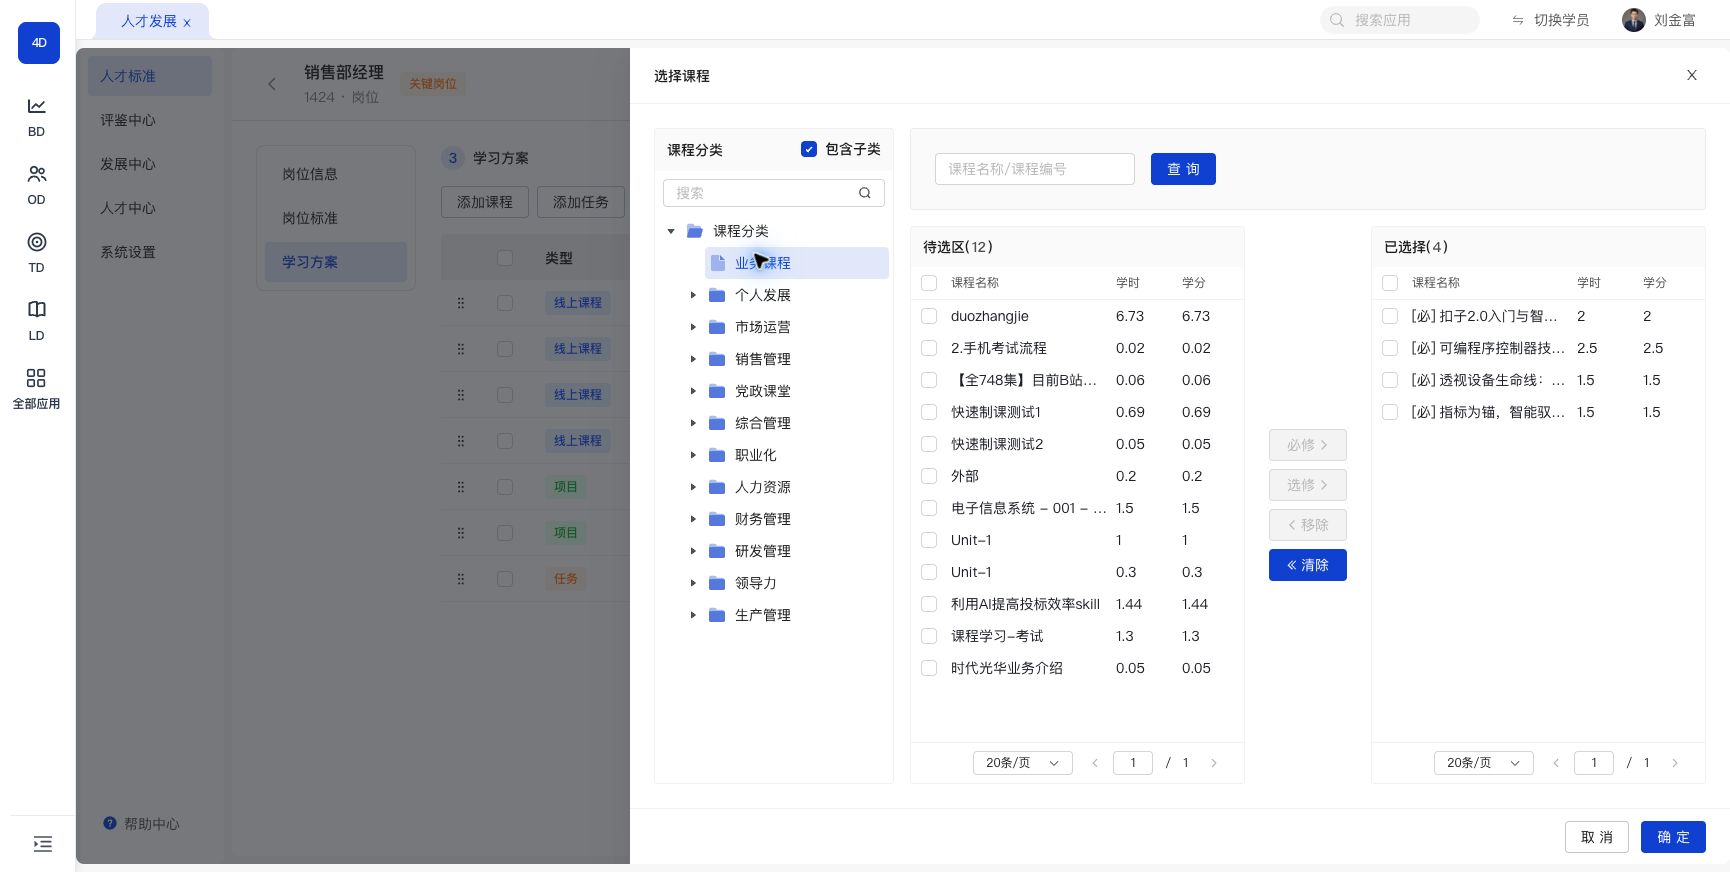 人才发展 x
搜索应用
切换学员
刘金富
4D
BD
OD
TD
LD
全部应用
人才标准
评鉴中心
发展中心
人才中心
系统设置
帮助中心
销售部经理
1424 · 岗位
关键岗位
岗位信息
岗位标准
学习方案
3 学习方案
添加课程
添加任务
类型
线上课程
线上课程
线上课程
线上课程
项目
项目
任务
选择课程
X
课程分类
包含子类
搜索
课程分类
个人发展
市场运营
销售管理
党政课堂
综合管理
职业化
人力资源
财务管理
研发管理
领导力
生产管理
课程名称/课程编号
查 询
待选区(12)
课程名称 学时 学分
duozhangjie 6.73 6.73
2.手机考试流程 0.02 0.02
【全748集】目前B站... 0.06 0.06
快速制课测试1 0.69 0.69
快速制课测试2 0.05 0.05
外部 0.2 0.2
电子信息系统 - 001 - ... 1.5 1.5
Unit-1 1 1
Unit-1 0.3 0.3
利用AI提高投标效率skill 1.44 1.44
课程学习-考试 1.3 1.3
时代光华业务介绍 0.05 0.05
20条/页 1 / 1
必修 >
选修 >
< 移除
« 清除
已选择(4)
课程名称 学时 学分
[必] 扣子2.0入门与智... 2 2
[必] 可编程序控制器技... 2.5 2.5
[必] 透视设备生命线：... 1.5 1.5
[必] 指标为锚，智能驭... 1.5 1.5
20条/页 1 / 1
取 消
确 定